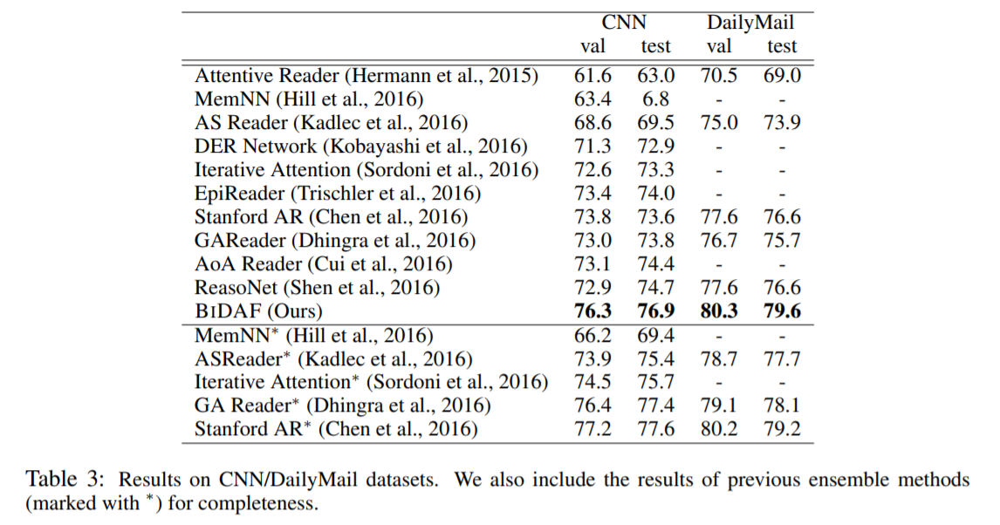 CNN DailyMail
val test val test
Attentive Reader (Hermann et al., 2015) 61.6 63.0 70.5 69.0
MemNN (Hill et al., 2016) 63.4 6.8 - -
AS Reader (Kadlec et al., 2016) 68.6 69.5 75.0 73.9
DER Network (Kobayashi et al., 2016) 71.3 72.9 - -
Iterative Attention (Sordoni et al., 2016) 72.6 73.3 - -
EpiReader (Trischler et al., 2016) 73.4 74.0 - -
Stanford AR (Chen et al., 2016) 73.8 73.6 77.6 76.6
GAReader (Dhingra et al., 2016) 73.0 73.8 76.7 75.7
AoA Reader (Cui et al., 2016) 73.1 74.4 - -
ReasoNet (Shen et al., 2016) 72.9 74.7 77.6 76.6
BIDAF (Ours) 76.3 76.9 80.3 79.6
MemNN* (Hill et al., 2016) 66.2 69.4 - -
ASReader* (Kadlec et al., 2016) 73.9 75.4 78.7 77.7
Iterative Attention* (Sordoni et al., 2016) 74.5 75.7 - -
GA Reader* (Dhingra et al., 2016) 76.4 77.4 79.1 78.1
Stanford AR* (Chen et al., 2016) 77.2 77.6 80.2 79.2
Table 3: Results on CNN/DailyMail datasets. We also include the results of previous ensemble methods
(marked with *) for completeness.